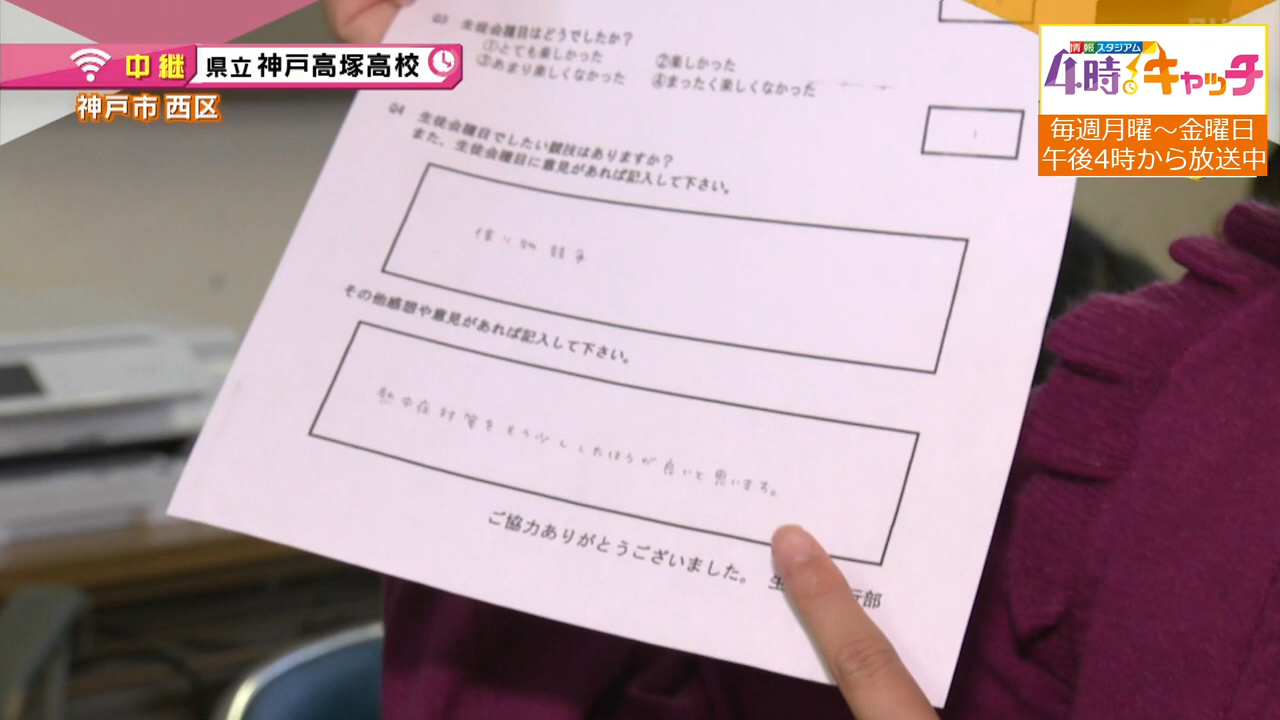 中継 県立 神戸高塚高校
神戸市 西区
情報スタジアム
4時!キャッチ
毎週月曜〜金曜日
午後4時から放送中
Q3 生徒会種目はどうでしたか?
①とても楽しかった ②楽しかった
③あまり楽しくなかった ④まったく楽しくなかった
Q4 生徒会種目でしたい競技はありますか?
また、生徒会種目に意見があれば記入して下さい。
1
借り物競争
その他感想や意見があれば記入して下さい。
熱中症対策をもう少ししたほうが良いと思います。
ご協力ありがとうございました。 生
行部